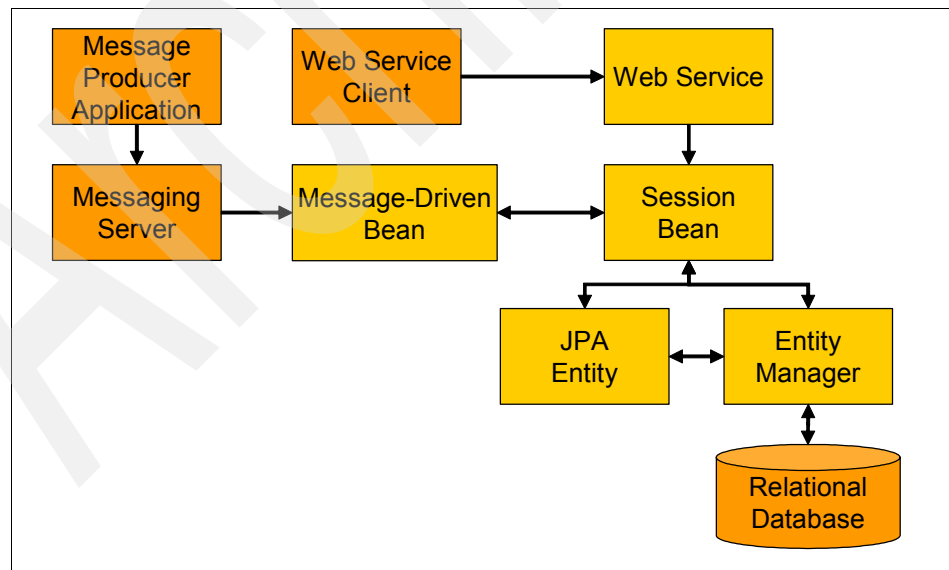 Message
Producer
Application
Web Service
Client
Web Service
Messaging
Server
Message-Driven
Bean
Session
Bean
JPA
Entity
Entity
Manager
Relational
Database